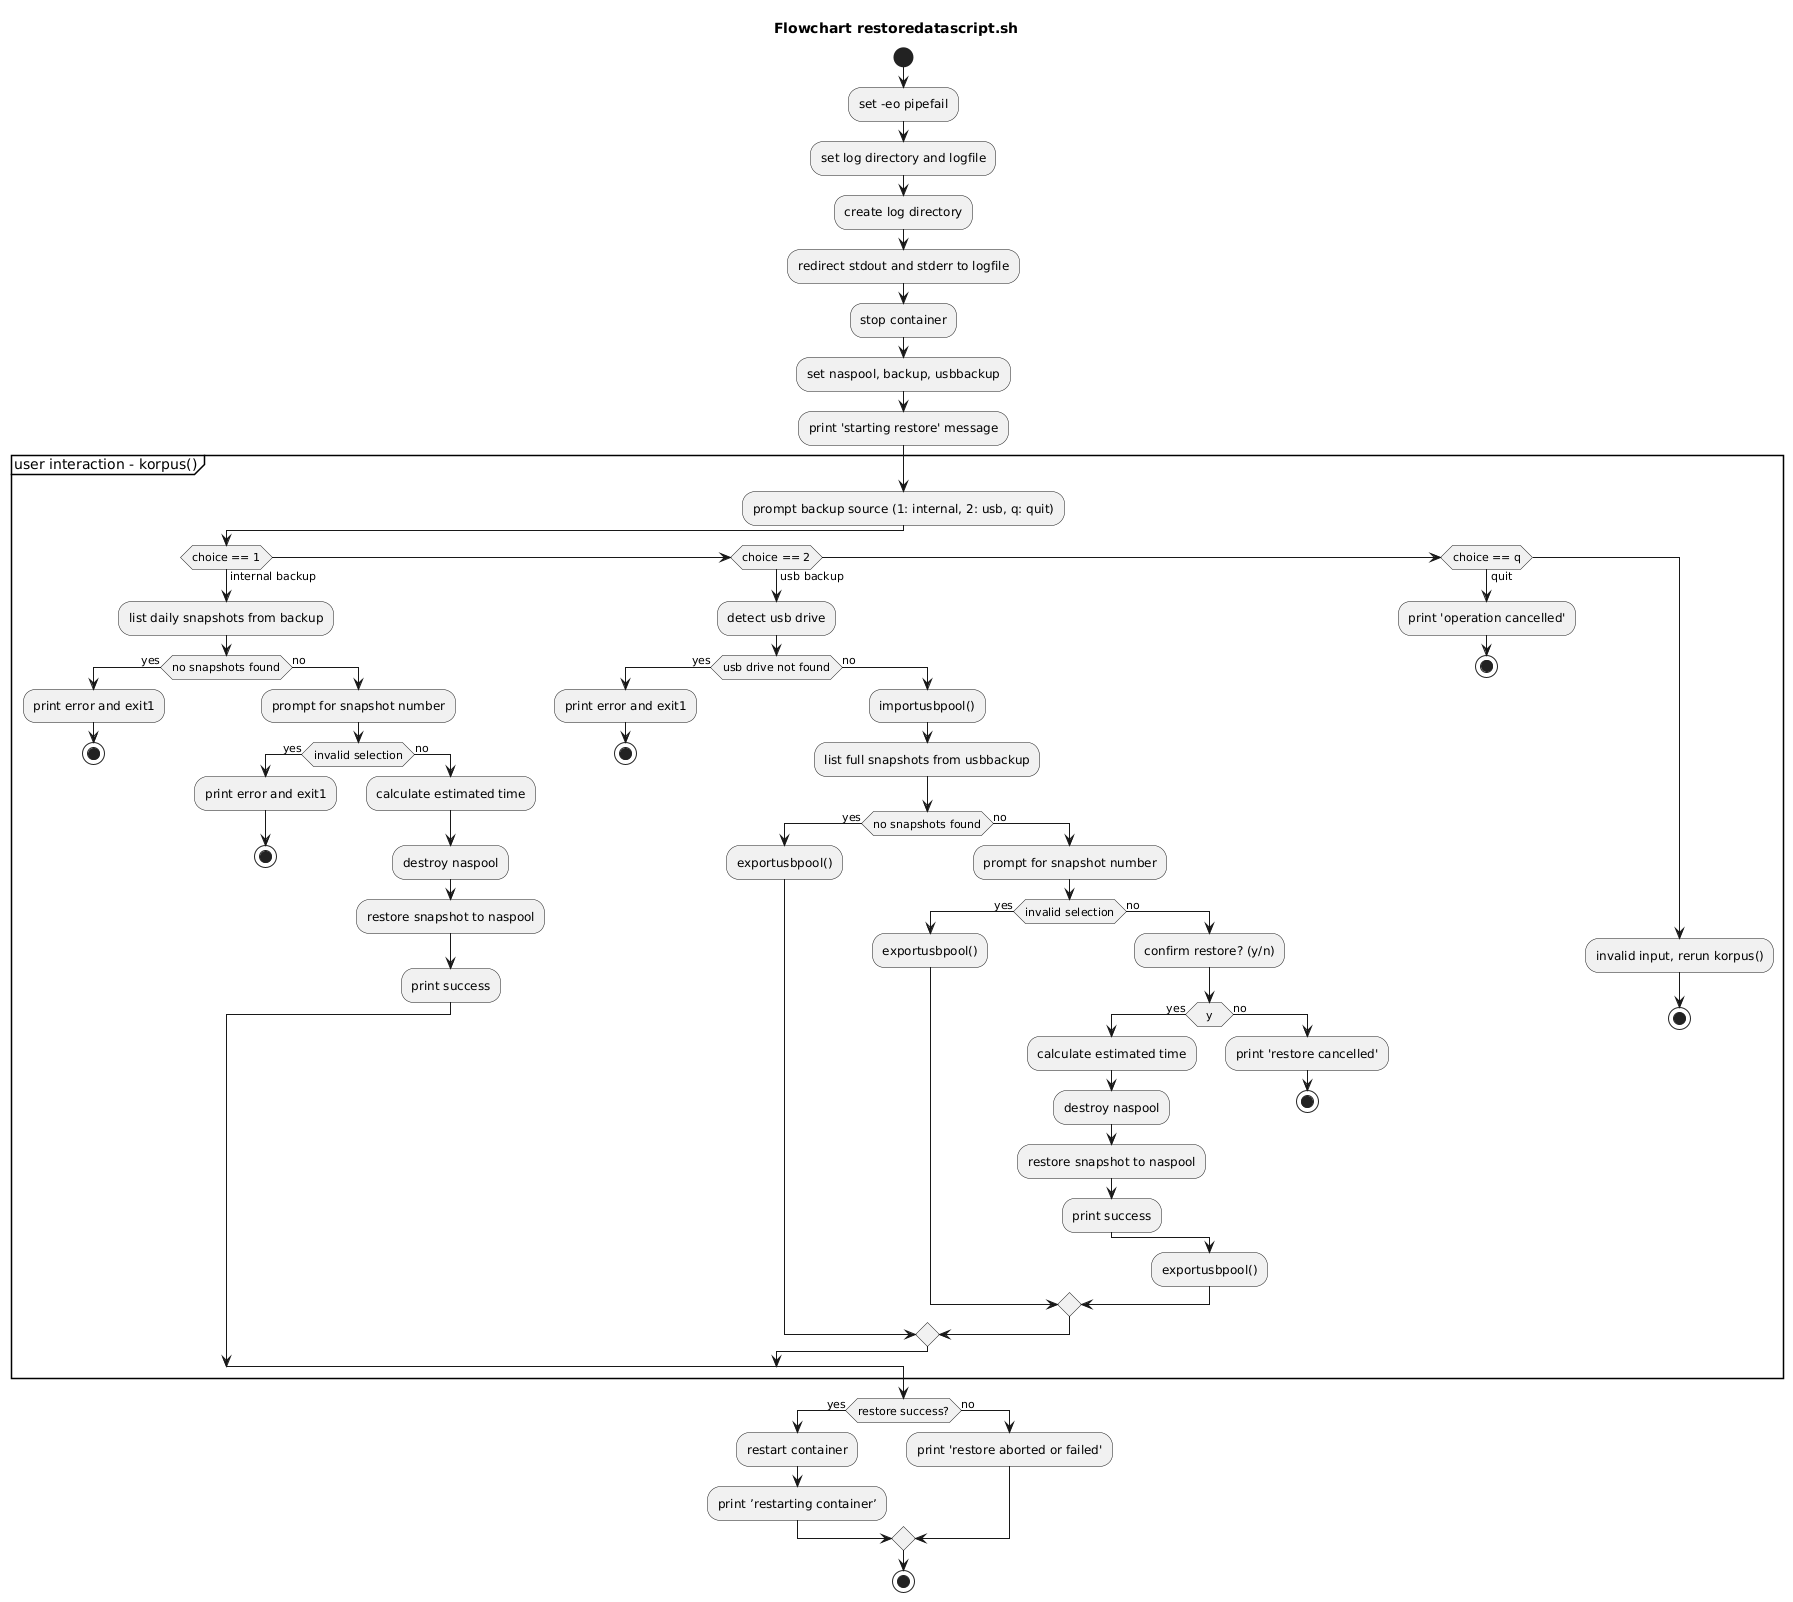 Flowchart restoredatascript.sh
set -eo pipefail
set log directory and logfile
create log directory
redirect stdout and stderr to logfile
stop container
set naspool, backup, usbbackup
print 'starting restore' message
user interaction - korpus()
prompt backup source (1: internal, 2: usb, q: quit)
choice == 1
internal backup
list daily snapshots from backup
no snapshots found
yes
no
print error and exit1
prompt for snapshot number
invalid selection
yes
no
print error and exit1
calculate estimated time
destroy naspool
restore snapshot to naspool
print success
choice == 2
usb backup
detect usb drive
usb drive not found
yes
no
print error and exit1
importusbpool()
list full snapshots from usbbackup
no snapshots found
yes
no
exportusbpool()
prompt for snapshot number
invalid selection
yes
no
exportusbpool()
confirm restore? (y/n)
y
yes
no
calculate estimated time
destroy naspool
restore snapshot to naspool
print success
print 'restore cancelled'
exportusbpool()
choice == q
quit
print 'operation cancelled'
invalid input, rerun korpus()
restore success?
yes
no
restart container
print ’restarting container’
print 'restore aborted or failed'